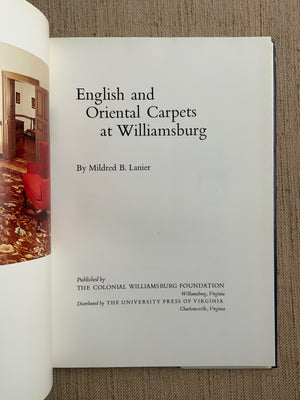 English and
Oriental Carpets
at Williamsburg
By Mildred B. Lanier
Published by
THE COLONIAL WILLIAMSBURG FOUNDATION
Williamsburg, Virginia
Distributed by THE UNIVERSITY PRESS OF VIRGINIA
Charlottesville, Virginia